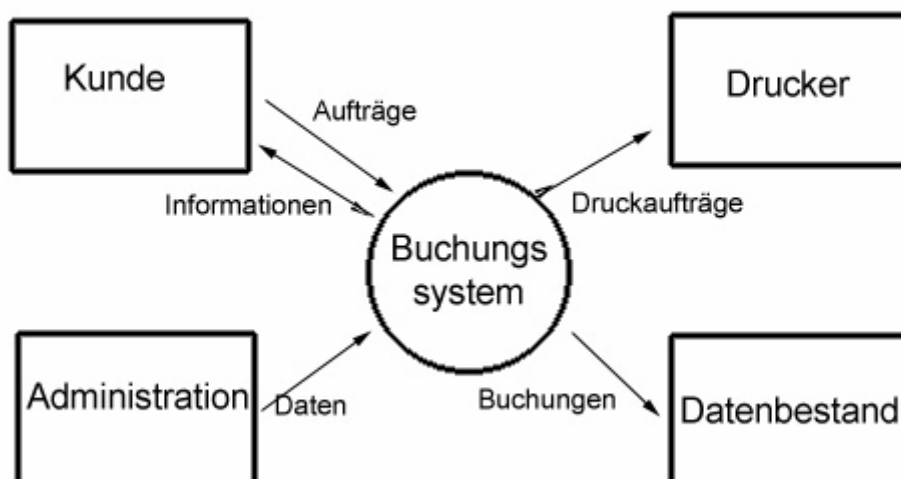 Kunde
Drucker
Aufträge
Informationen
Druckaufträge
Buchungs
system
Administration
Daten
Buchungen
Datenbestand